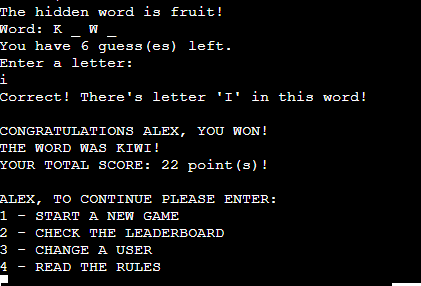 The hidden word is fruit!
Word: K _ W _
You have 6 guess(es) left.
Enter a letter:
i
Correct! There's letter 'I' in this word!
CONGRATULATIONS ALEX, YOU WON!
THE WORD WAS KIWI!
YOUR TOTAL SCORE: 22 point(s)!
ALEX, TO CONTINUE PLEASE ENTER:
1 - START A NEW GAME
2 - CHECK THE LEADERBOARD
3 - CHANGE A USER
4 - READ THE RULES